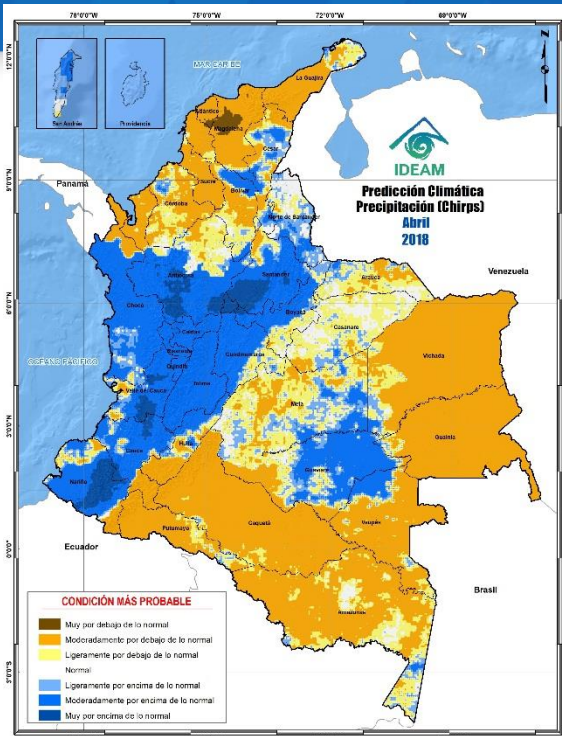 78°0'0"W
75°0'0"W
72°0'0"W
69°0'0"W
12°0'0"N
9°0'0"N
6°0'0"N
3°0'0"N
0°0'0"
3°0'0"S
San Andrés
Providencia
MAR CARIBE
La Guajira
Atlántico
Magdalena
Cesar
IDEAM
Predicción Climática
Precipitación (Chirps)
Abril
2018
Panamá
Sucre
Bolívar
Córdoba
Norte de Santander
Venezuela
Antioquia
Santander
Arauca
Chocó
Boyacá
Caldas
Casanare
OCEANO PACIFICO
Risaralda
Cundinamarca
Vichada
Quindío
Tolima
Valle del Cauca
Meta
Guainía
Huila
Cauca
Guaviare
Nariño
Caquetá
Vaupés
Putumayo
Ecuador
Brasil
Amazonas
CONDICIÓN MÁS PROBABLE
Muy por debajo de lo normal
Moderadamente por debajo de lo normal
Ligeramente por debajo de lo normal
Normal
Ligeramente por encima de lo normal
Moderadamente por encima de lo normal
Muy por encima de lo normal